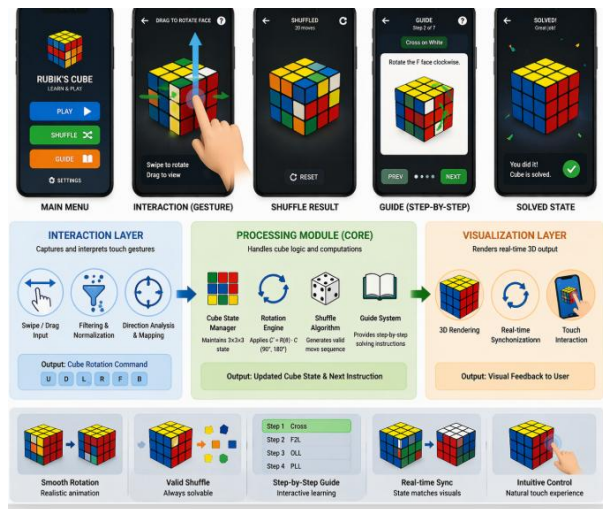 DRAG TO ROTATE FACE ?
SHUFFLED
20 moves
GUIDE ?
Step 2 of 7
SOLVED!
Great job!
RUBIK'S CUBE
LEARN & PLAY
PLAY
SHUFFLE
GUIDE
SETTINGS
Swipe to rotate
Drag to view
RESET
Cross on White
Rotate the F face clockwise.
PREV
NEXT
You did it!
Cube is solved.
MAIN MENU
INTERACTION (GESTURE)
SHUFFLE RESULT
GUIDE (STEP-BY-STEP)
SOLVED STATE
INTERACTION LAYER
Captures and interprets touch gestures
Swipe / Drag
Input
Filtering &
Normalization
Direction Analysis
& Mapping
Output: Cube Rotation Command
U D L R F B
PROCESSING MODULE (CORE)
Handles cube logic and computations
Cube State
Manager
Maintains 3×3×3
state
Rotation
Engine
Applies C' = R(θ) · C
(90°, 180°)
Shuffle
Algorithm
Generates valid
move sequence
Guide System
Provides step-by-step
solving instructions
Output: Updated Cube State & Next Instruction
VISUALIZATION LAYER
Renders real-time 3D output
3D Rendering
Real-time
Synchonizationn
Touch
Interaction
Output: Visual Feedback to User
Smooth Rotation
Realistic animation
Valid Shuffle
Always solvable
Step 1 Cross
Step 2 F2L
Step 3 OLL
Step 4 PLL
Step-by-Step Guide
Interactive learning
Real-time Sync
State matches visuals
Intuitive Control
Natural touch experience